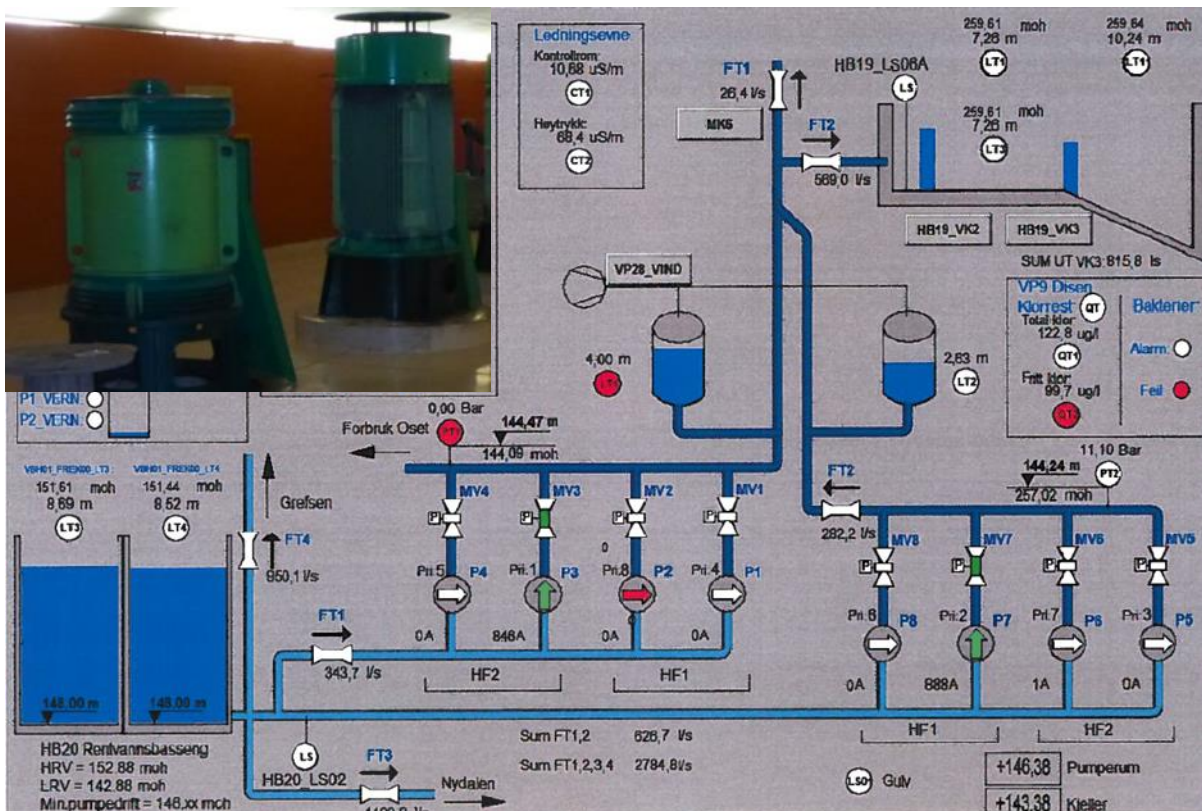 Ledningsevne
Kontrollrom:
10,68 uS/m
CT1
Høytrykk:
68,4 uS/m
CT2
FT1
26,4 l/s
MK6
FT2
569,0 l/s
HB19_LS06A
LS
259,61 moh
7,26 m
LT1
259,64 moh
10,24 m
259,61 moh
7,26 m
LT3
HB19_VK2
HB19_VK3
SUM UT VK3: 815,8 ls
VP28_VIND
4,00 m
LT1
2,63 m
LT2
VP9 Disen
Klorrest:
QT
Total klor:
122,8 ug/l
QT1
Fritt klor:
99,7 ug/l
Bakterier
Alarm:
Feil
P1_VERN:
P2_VERN:
Forbruk Oset
0,00 Bar
144,47 m
144,09 moh
11,10 Bar
PT2
144,24 m
257,02 moh
FT2
282,2 l/s
151,61 moh
8,69 m
LT3
151,44 moh
8,52 m
LT4
Grefsen
FT4
950,1 l/s
FT1
343,7 l/s
MV4
MV3
MV2
MV1
P
P
P
P
0
Pri:5
P4
Pri:1
P3
Pri:8
P2
Pri:4
P1
0A
846A
0A
0A
HF2
HF1
MV8
MV7
MV6
MV5
P
P
P
P
Pri:6
P8
Pri:2
P7
Pri:7
P6
Pri:3
P5
0A
888A
1A
0A
HF1
HF2
148.00 m
148.00 m
HB20 Rentvannsbasseng
HRV = 152.88 moh
LRV = 142.88 moh
Min.pumpedrift = 146,xx moh
LS
HB20_LS02
FT3
Nydalen
Sum FT1,2 626,7 l/s
Sum FT1,2,3,4 2784,8 l/s
Gulv
+146,38 Pumperum
+143,38 Kjeller